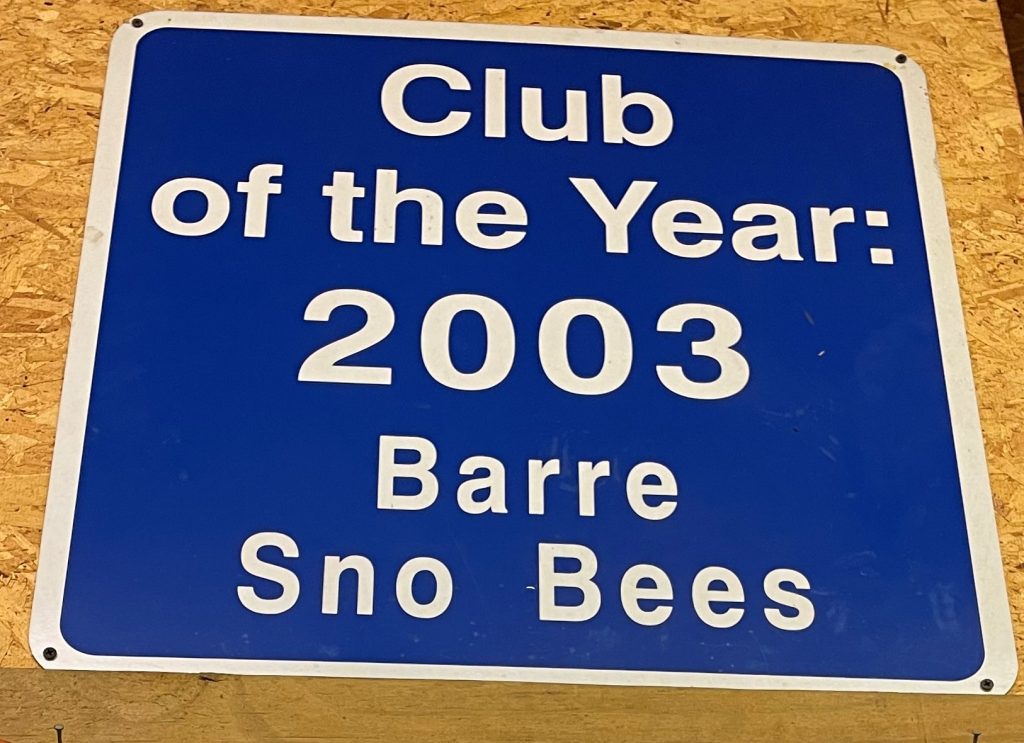 Club
of the Year:
2003
Barre
Sno Bees